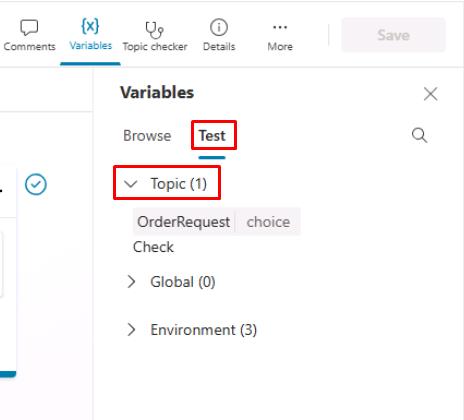 Comments
{x}
Variables
Topic checker
Details
More
Save
Variables
Browse
Test
Topic (1)
OrderRequest choice
Check
Global (0)
Environment (3)